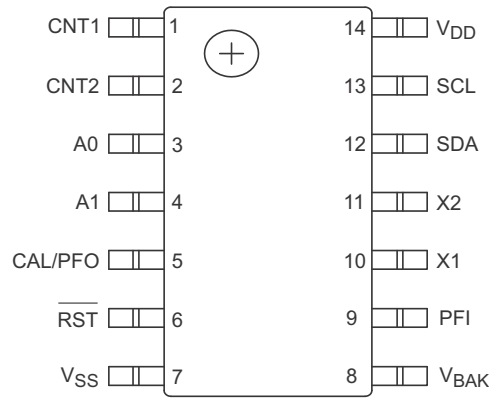 CNT1 1 14 VDD
CNT2 2 13 SCL
A0 3 12 SDA
A1 4 11 X2
CAL/PFO 5 10 X1
RST 6 9 PFI
VSS 7 8 VBAK